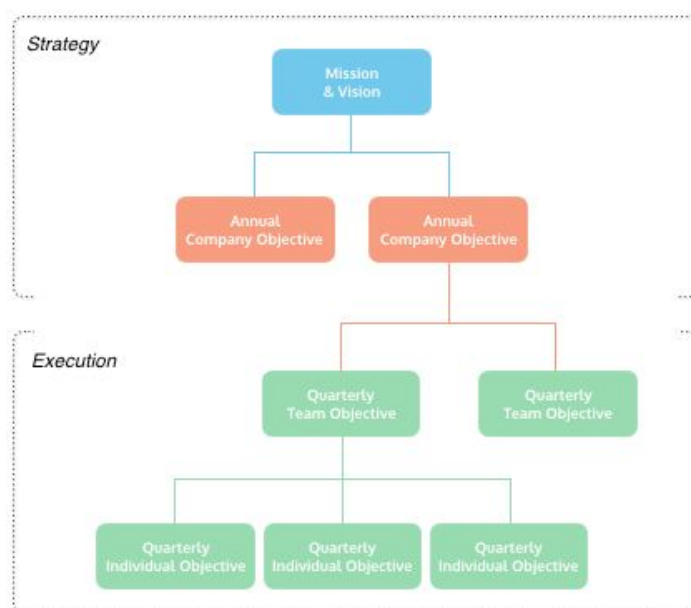 Strategy
Mission
& Vision
Annual
Company Objective
Annual
Company Objective
Execution
Quarterly
Team Objective
Quarterly
Team Objective
Quarterly
Individual Objective
Quarterly
Individual Objective
Quarterly
Individual Objective